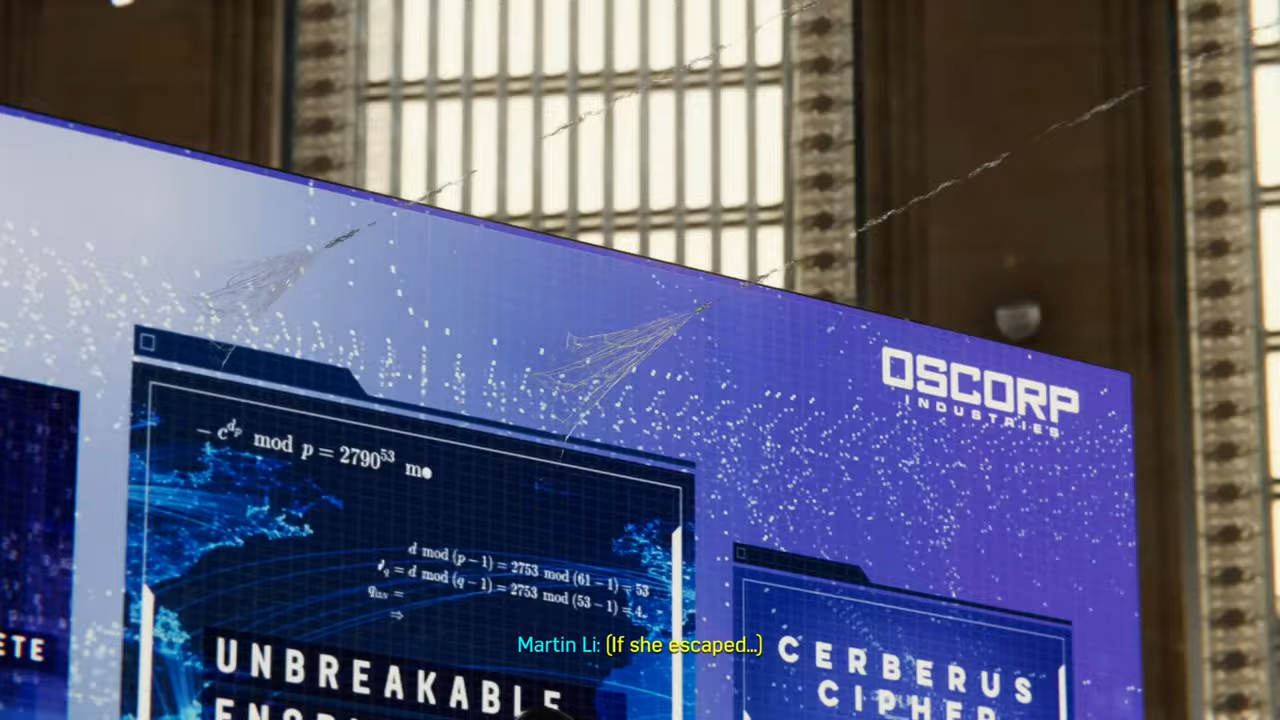 OSCORP
INDUSTRIES
− c^{d_p} mod p = 2790^{53} m
d mod (p − 1) = 2753 mod (61 − 1) = 53
= d mod (q − 1) = 2753 mod (53 − 1) = 4
⇒
ETE
UNBREAKABLE
CERBERUS
CIPHER
Martin Li: (If she escaped...)